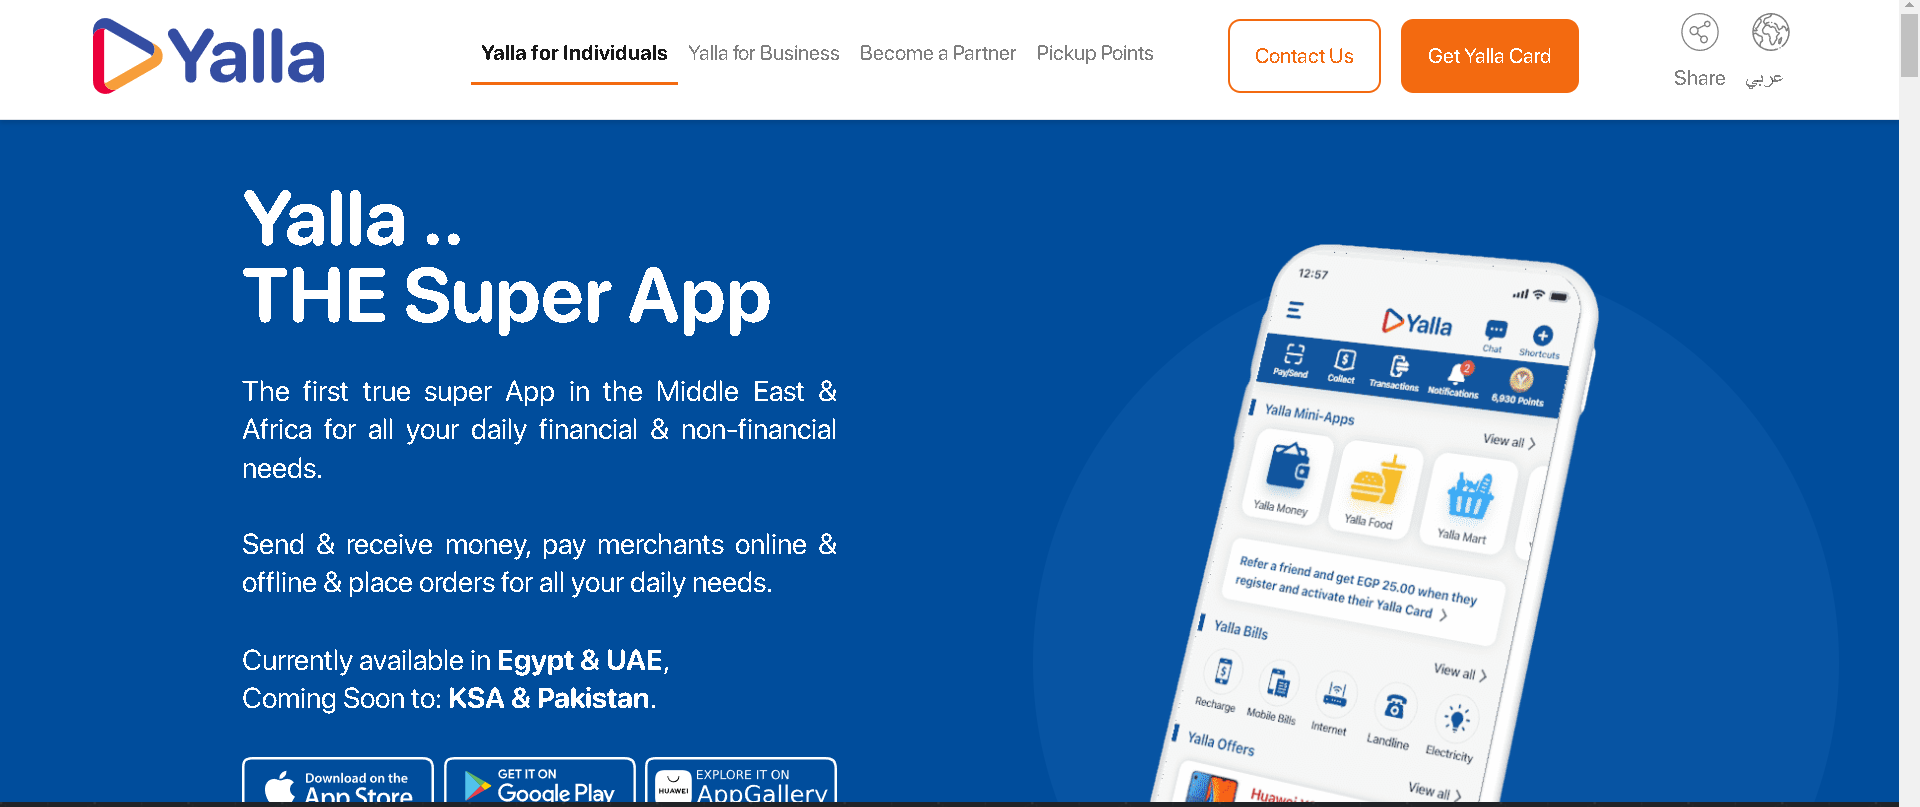 Yalla
Yalla for Individuals
Yalla for Business
Become a Partner
Pickup Points
Contact Us
Get Yalla Card
Share
عربي
Yalla ..
THE Super App
The first true super App in the Middle East &
Africa for all your daily financial & non-financial
needs.
Send & receive money, pay merchants online &
offline & place orders for all your daily needs.
Currently available in Egypt & UAE,
Coming Soon to: KSA & Pakistan.
Download on the
App Store
GET IT ON
Google Play
HUAWEI
EXPLORE IT ON
AppGallery
12:57
Yalla
Chat
Shortcuts
Pay/Send
Collect
Transactions
2
Notifications
6,930 Points
Yalla Mini-Apps
View all
Yalla Money
Yalla Food
Yalla Mart
Refer a friend and get EGP 25.00 when they
register and activate their Yalla Card
Yalla Bills
View all
Recharge
Mobile Bills
Internet
Landline
Electricity
Yalla Offers
View all
Huawei